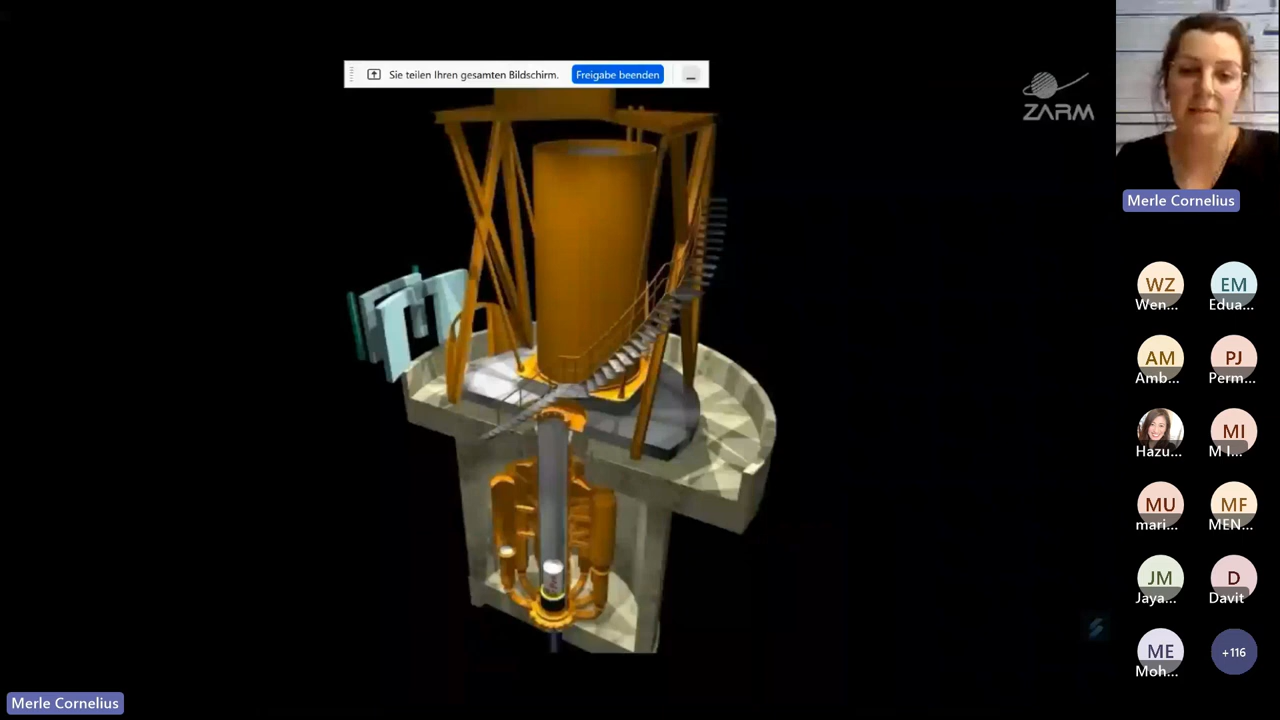 Sie teilen Ihren gesamten Bildschirm.
Freigabe beenden
ZARM
Merle Cornelius
WZ
Wen...
EM
Edua...
AM
Amb...
PJ
Perm...
Hazu...
MI
M I...
MU
mari...
MF
MEN...
JM
Jaya...
D
Davit
ME
Moh...
+116
Merle Cornelius